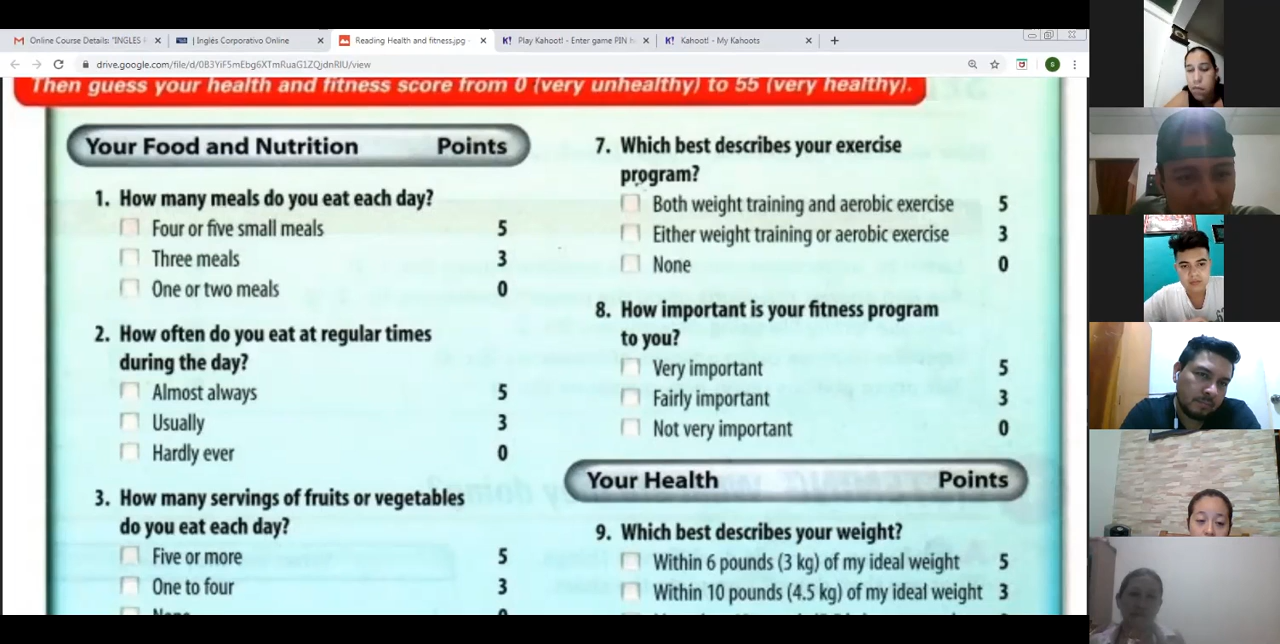 Online Course Details: "INGLES
Inglés Corporativo Online
Reading Health and fitness.jpg -
K! Play Kahoot! - Enter game PIN h
K! Kahoot! - My Kahoots
drive.google.com/file/d/0B3YiF5mEbg6XTmRuaG1ZQjdnRlU/view
Then guess your health and fitness score from 0 (very unhealthy) to 55 (very healthy).
Your Food and Nutrition Points
1. How many meals do you eat each day?
Four or five small meals 5
Three meals 3
One or two meals 0
2. How often do you eat at regular times
during the day?
Almost always 5
Usually 3
Hardly ever 0
3. How many servings of fruits or vegetables
do you eat each day?
Five or more 5
One to four 3
None 0
7. Which best describes your exercise
program?
Both weight training and aerobic exercise 5
Either weight training or aerobic exercise 3
None 0
8. How important is your fitness program
to you?
Very important 5
Fairly important 3
Not very important 0
Your Health Points
9. Which best describes your weight?
Within 6 pounds (3 kg) of my ideal weight 5
Within 10 pounds (4.5 kg) of my ideal weight 3